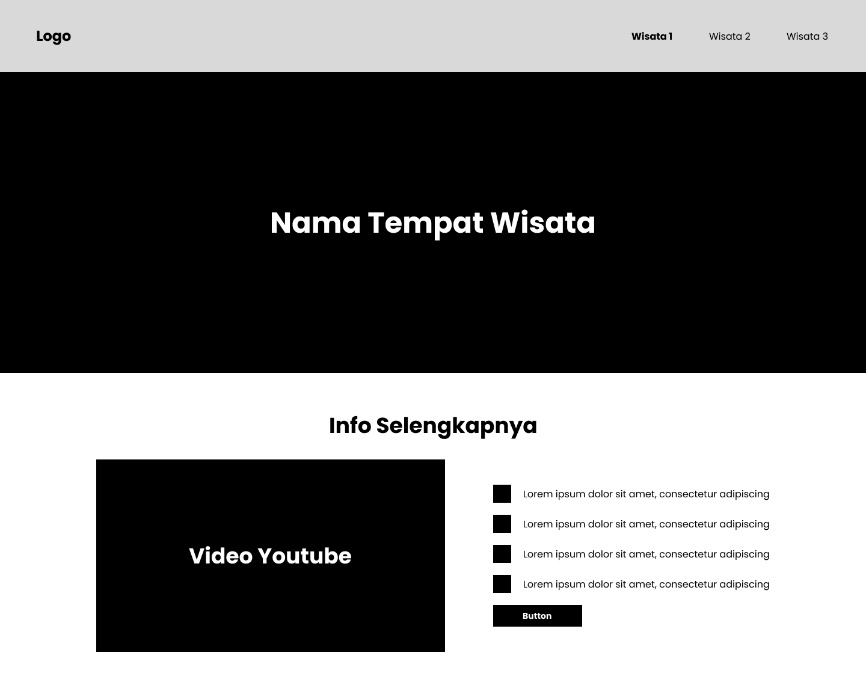 Logo
Wisata 1
Wisata 2
Wisata 3
Nama Tempat Wisata
Info Selengkapnya
Video Youtube
Lorem ipsum dolor sit amet, consectetur adipiscing
Lorem ipsum dolor sit amet, consectetur adipiscing
Lorem ipsum dolor sit amet, consectetur adipiscing
Lorem ipsum dolor sit amet, consectetur adipiscing
Button